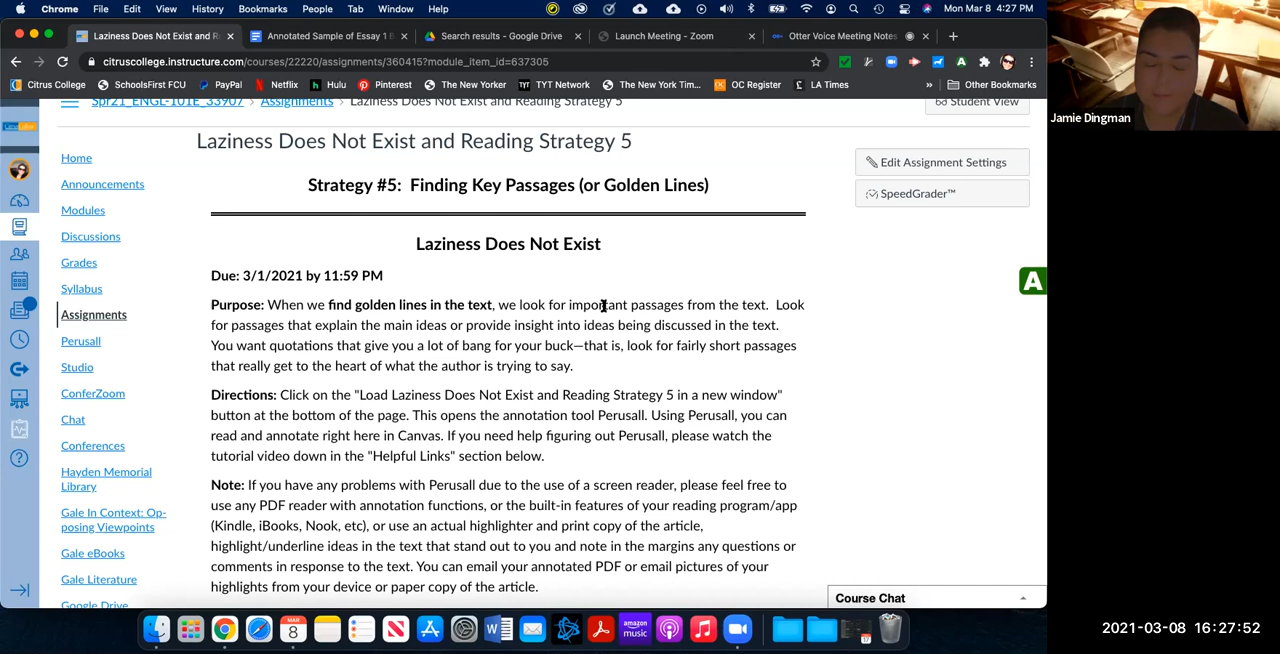 Chrome File Edit View History Bookmarks People Tab Window Help Mon Mar 8 4:27 PM
Laziness Does Not Exist and R
Annotated Sample of Essay 1 B
Search results - Google Drive
Launch Meeting - Zoom
Otter Voice Meeting Notes
citruscollege.instructure.com/courses/22220/assignments/360415?module_item_id=637305
Citrus College SchoolsFirst FCU PayPal Netflix Hulu Pinterest The New Yorker TYT Network The New York Tim... OC Register LA Times » Other Bookmarks
Spr21_ENGL-101E_33907 › Assignments › Laziness Does Not Exist and Reading Strategy 5
Student View
Jamie Dingman
Laziness Does Not Exist and Reading Strategy 5
Edit Assignment Settings
SpeedGrader™
Home
Announcements
Modules
Discussions
Grades
Syllabus
Assignments
Perusall
Studio
ConferZoom
Chat
Conferences
Hayden Memorial
Library
Gale In Context: Op-
posing Viewpoints
Gale eBooks
Gale Literature
Google Drive
Strategy #5: Finding Key Passages (or Golden Lines)
Laziness Does Not Exist
Due: 3/1/2021 by 11:59 PM
Purpose: When we find golden lines in the text, we look for important passages from the text. Look
for passages that explain the main ideas or provide insight into ideas being discussed in the text.
You want quotations that give you a lot of bang for your buck—that is, look for fairly short passages
that really get to the heart of what the author is trying to say.
Directions: Click on the "Load Laziness Does Not Exist and Reading Strategy 5 in a new window"
button at the bottom of the page. This opens the annotation tool Perusall. Using Perusall, you can
read and annotate right here in Canvas. If you need help figuring out Perusall, please watch the
tutorial video down in the "Helpful Links" section below.
Note: If you have any problems with Perusall due to the use of a screen reader, please feel free to
use any PDF reader with annotation functions, or the built-in features of your reading program/app
(Kindle, iBooks, Nook, etc), or use an actual highlighter and print copy of the article,
highlight/underline ideas in the text that stand out to you and note in the margins any questions or
comments in response to the text. You can email your annotated PDF or email pictures of your
highlights from your device or paper copy of the article.
A
Course Chat
MAR
8
amazon
music
2021-03-08 16:27:52